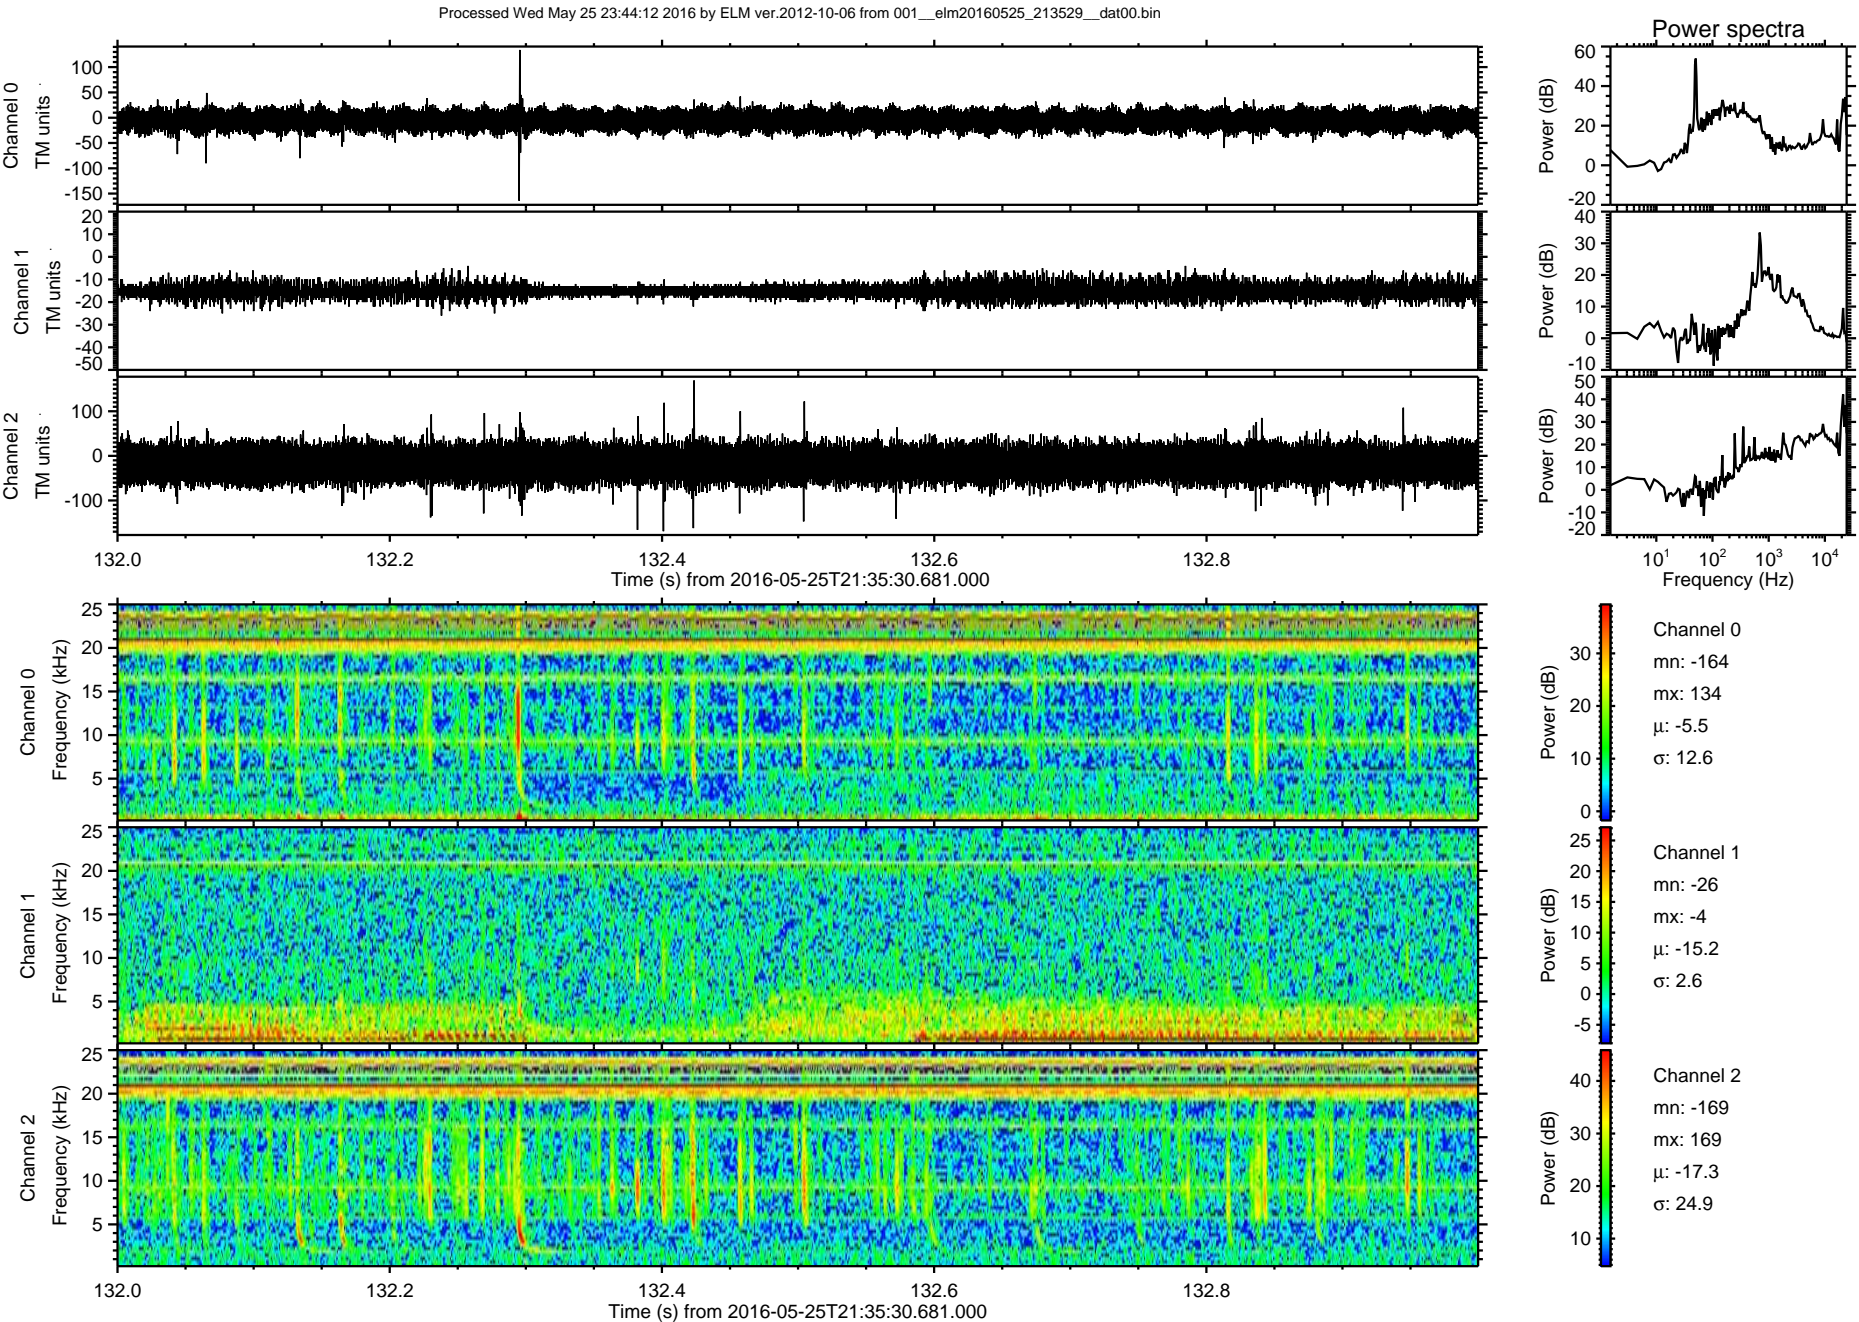 Processed Wed May 25 23:44:12 2016 by ELM ver.2012-10-06 from 001__elm20160525_213529__dat00.bin
Power spectra
Channel 0
TM units
100
50
0
-50
-100
-150
Power (dB)
60
40
20
0
-20
Channel 1
TM units
20
10
0
-10
-20
-30
-40
-50
Power (dB)
40
30
20
10
0
-10
Channel 2
TM units
100
0
-100
Power (dB)
50
40
30
20
10
0
-10
-20
132.0 132.2 132.4 132.6 132.8
Time (s) from 2016-05-25T21:35:30.681.000
10¹ 10² 10³ 10⁴
Frequency (Hz)
Channel 0
Frequency (kHz)
25
20
15
10
5
Power (dB)
30
20
10
0
Channel 0
mn: -164
mx: 134
μ: -5.5
σ: 12.6
Channel 1
Frequency (kHz)
25
20
15
10
5
Power (dB)
25
20
15
10
5
0
-5
Channel 1
mn: -26
mx: -4
μ: -15.2
σ: 2.6
Channel 2
Frequency (kHz)
25
20
15
10
5
Power (dB)
40
30
20
10
Channel 2
mn: -169
mx: 169
μ: -17.3
σ: 24.9
132.0 132.2 132.4 132.6 132.8
Time (s) from 2016-05-25T21:35:30.681.000